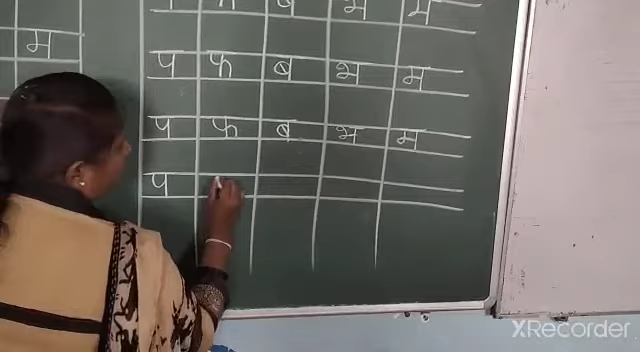 प फ ब भ म
म
प फ ब भ म
प फ ब भ म
प
XRecorder